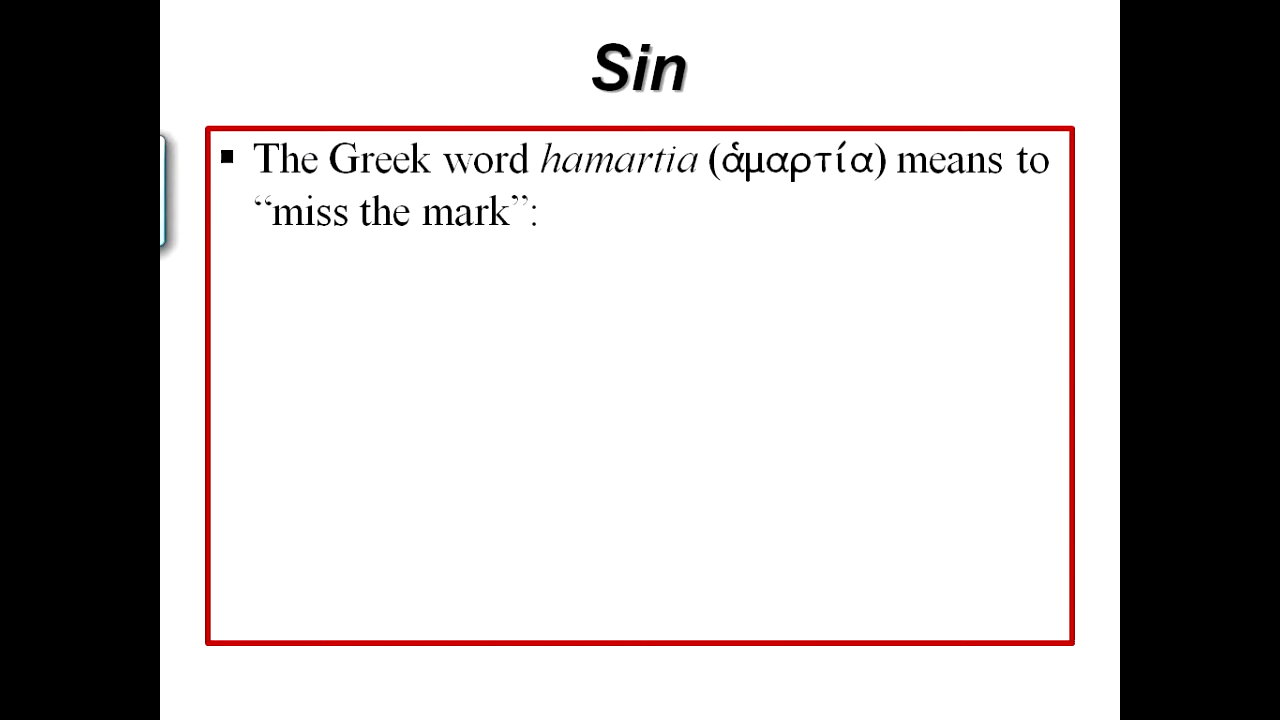 Sin
▪ The Greek word hamartia (ἁμαρτία) means to
“miss the mark”: